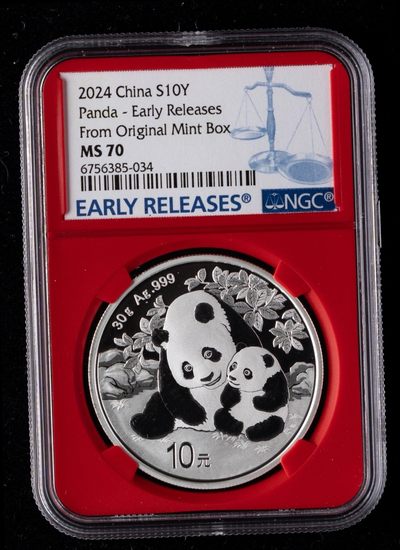 2024 China S10Y
Panda - Early Releases
From Original Mint Box
MS 70
6756385-034
EARLY RELEASES®
NGC®
30g Ag.999
10元